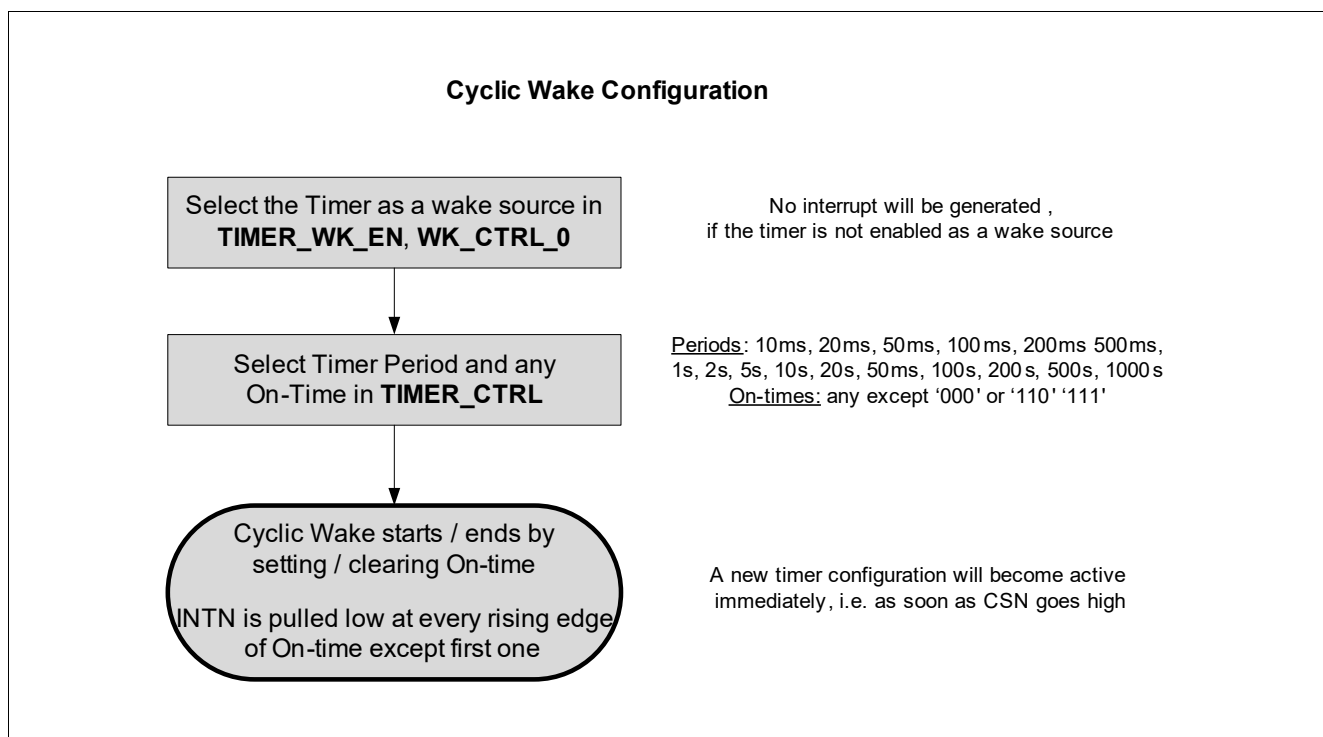 Cyclic Wake Configuration
Select the Timer as a wake source in
TIMER_WK_EN, WK_CTRL_0
No interrupt will be generated ,
if the timer is not enabled as a wake source
Select Timer Period and any
On-Time in TIMER_CTRL
Periods: 10ms, 20ms, 50ms, 100ms, 200ms 500ms,
1s, 2s, 5s, 10s, 20s, 50ms, 100s, 200s, 500s, 1000s
On-times: any except ‘000' or ‘110' ‘111'
Cyclic Wake starts / ends by
setting / clearing On-time
INTN is pulled low at every rising edge
of On-time except first one
A new timer configuration will become active
immediately, i.e. as soon as CSN goes high